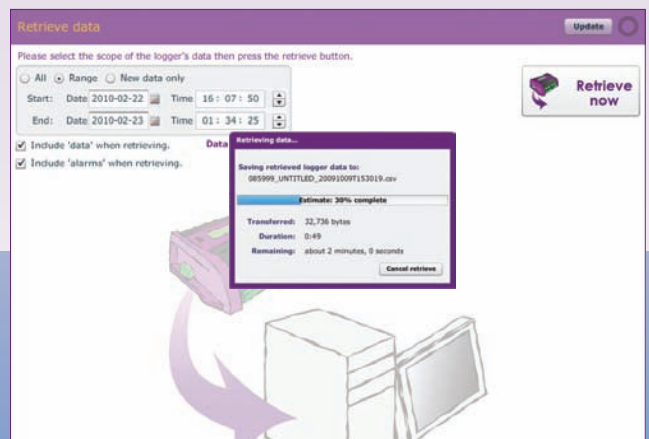 Retrieve data
Update
Please select the scope of the logger's data then press the retrieve button.
All Range New data only
Start: Date 2010-02-22 Time 16: 07: 50
End: Date 2010-02-23 Time 01: 34: 25
Retrieve
now
Include 'data' when retrieving. Data
Include 'alarms' when retrieving.
Retrieving data...
Saving retrieved logger data to:
085999_UNTITLED_20091009T153019.csv
Estimate: 30% complete
Transferred: 32,736 bytes
Duration: 0:49
Remaining: about 2 minutes, 0 seconds
Cancel retrieve